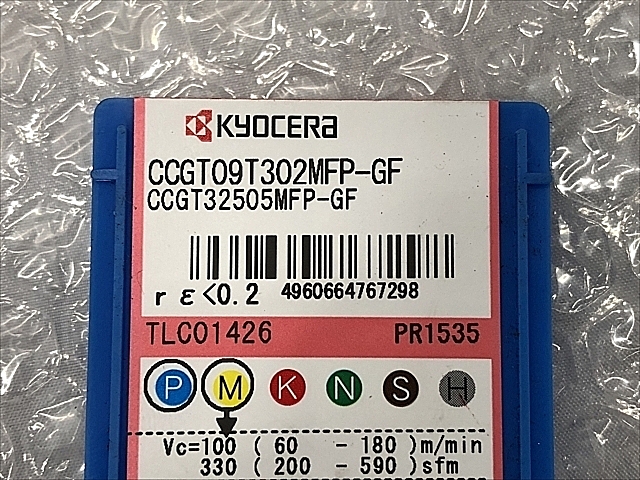 KYOCERA
CCGT09T302MFP-GF
CCGT32505MFP-GF
rε<0.2 4960664767298
TLC01426 PR1535
P M K N S H
Vc=100 ( 60 - 180 )m/min
330 ( 200 - 590 )sfm